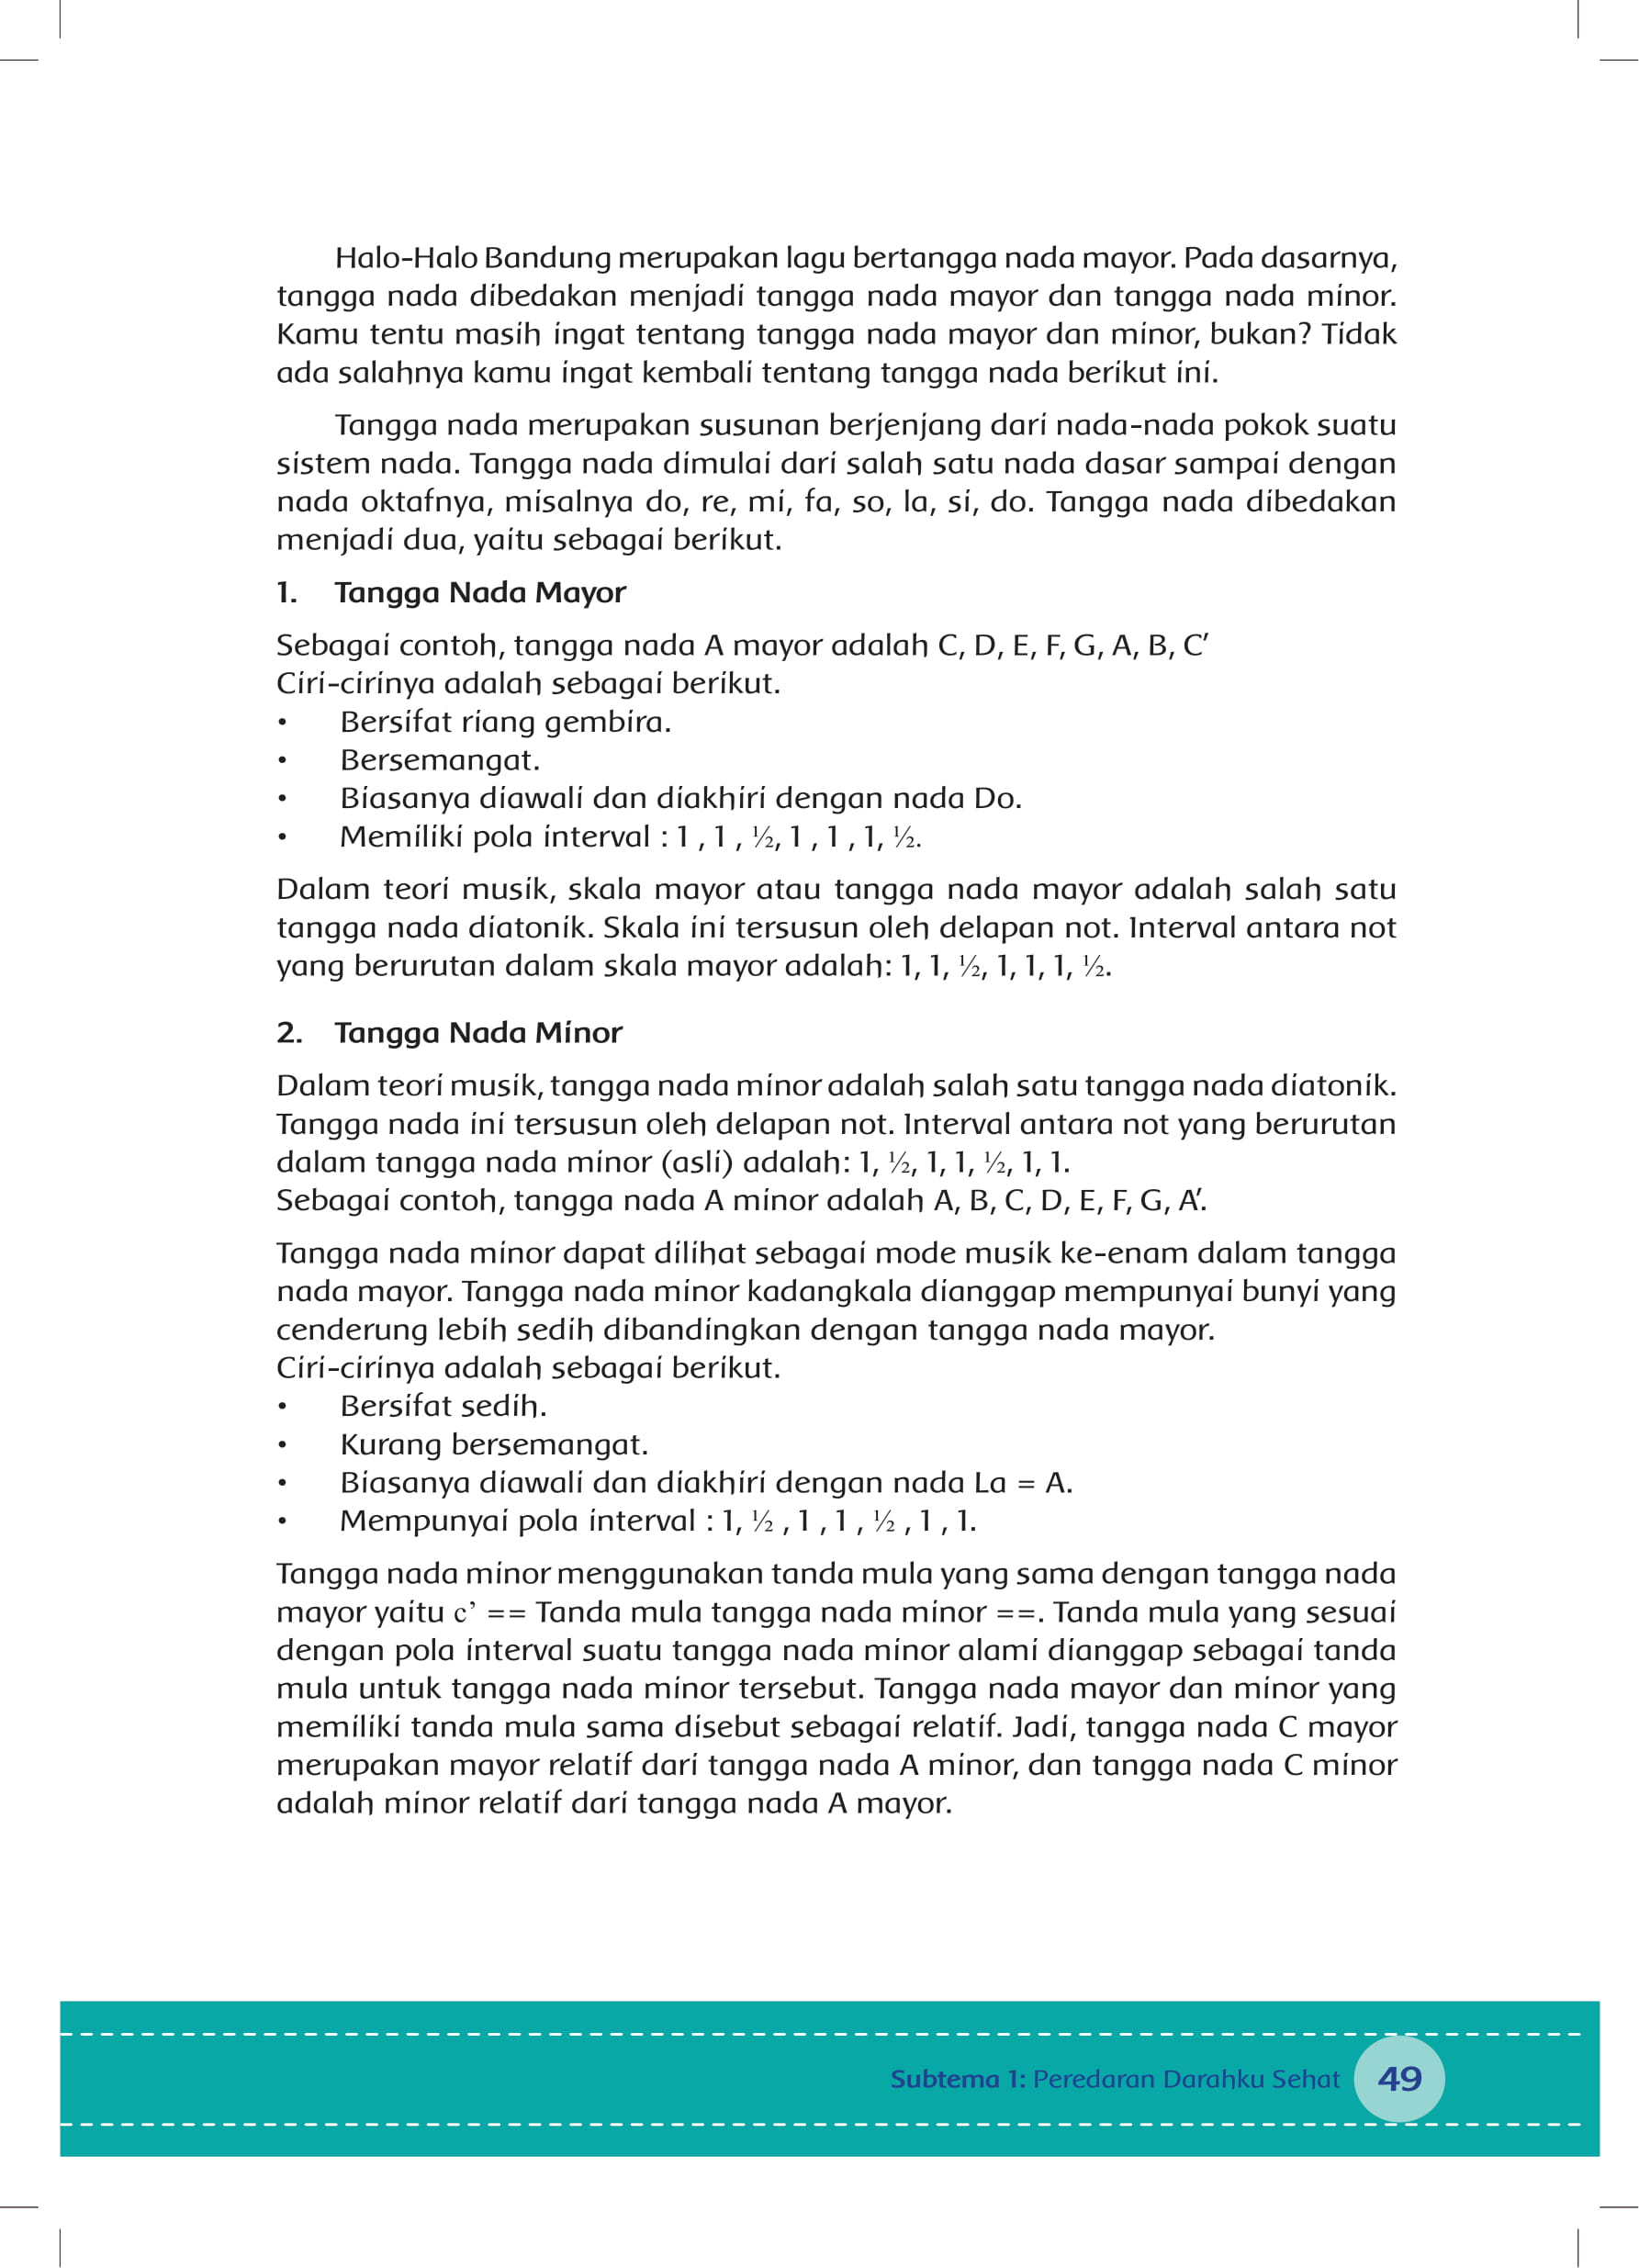 Halo-Halo Bandung merupakan lagu bertangga nada mayor. Pada dasarnya,
tangga nada dibedakan menjadi tangga nada mayor dan tangga nada minor.
Kamu tentu masih ingat tentang tangga nada mayor dan minor, bukan? Tidak
ada salahnya kamu ingat kembali tentang tangga nada berikut ini.
Tangga nada merupakan susunan berjenjang dari nada-nada pokok suatu
sistem nada. Tangga nada dimulai dari salah satu nada dasar sampai dengan
nada oktafnya, misalnya do, re, mi, fa, so, la, si, do. Tangga nada dibedakan
menjadi dua, yaitu sebagai berikut.
1. Tangga Nada Mayor
Sebagai contoh, tangga nada A mayor adalah C, D, E, F, G, A, B, C'
Ciri-cirinya adalah sebagai berikut.
• Bersifat riang gembira.
• Bersemangat.
• Biasanya diawali dan diakhiri dengan nada Do.
• Memiliki pola interval : 1 , 1 , ½, 1 , 1 , 1, ½.
Dalam teori musik, skala mayor atau tangga nada mayor adalah salah satu
tangga nada diatonik. Skala ini tersusun oleh delapan not. Interval antara not
yang berurutan dalam skala mayor adalah: 1, 1, ½, 1, 1, 1, ½.
2. Tangga Nada Minor
Dalam teori musik, tangga nada minor adalah salah satu tangga nada diatonik.
Tangga nada ini tersusun oleh delapan not. Interval antara not yang berurutan
dalam tangga nada minor (asli) adalah: 1, ½, 1, 1, ½, 1, 1.
Sebagai contoh, tangga nada A minor adalah A, B, C, D, E, F, G, A'.
Tangga nada minor dapat dilihat sebagai mode musik ke-enam dalam tangga
nada mayor. Tangga nada minor kadangkala dianggap mempunyai bunyi yang
cenderung lebih sedih dibandingkan dengan tangga nada mayor.
Ciri-cirinya adalah sebagai berikut.
• Bersifat sedih.
• Kurang bersemangat.
• Biasanya diawali dan diakhiri dengan nada La = A.
• Mempunyai pola interval : 1, ½ , 1 , 1 , ½ , 1 , 1.
Tangga nada minor menggunakan tanda mula yang sama dengan tangga nada
mayor yaitu c’ == Tanda mula tangga nada minor ==. Tanda mula yang sesuai
dengan pola interval suatu tangga nada minor alami dianggap sebagai tanda
mula untuk tangga nada minor tersebut. Tangga nada mayor dan minor yang
memiliki tanda mula sama disebut sebagai relatif. Jadi, tangga nada C mayor
merupakan mayor relatif dari tangga nada A minor, dan tangga nada C minor
adalah minor relatif dari tangga nada A mayor.
Subtema 1: Peredaran Darahku Sehat 49